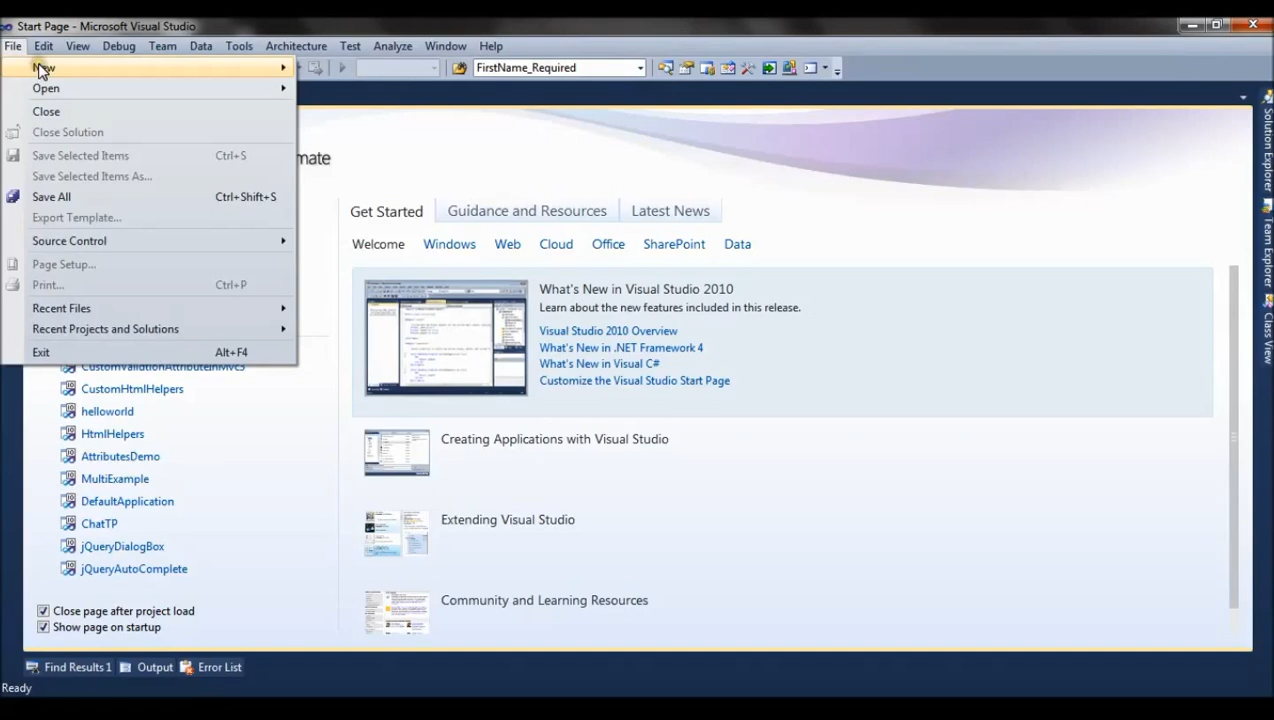 Start Page - Microsoft Visual Studio
File Edit View Debug Team Data Tools Architecture Test Analyze Window Help
New
FirstName_Required
Open
Close
Close Solution
Save Selected Items Ctrl+S
Save Selected Items As...
Save All Ctrl+Shift+S
Export Template...
Source Control
Page Setup...
Print... Ctrl+P
Recent Files
Recent Projects and Solutions
Exit Alt+F4
mate
Get Started Guidance and Resources Latest News
Welcome Windows Web Cloud Office SharePoint Data
What's New in Visual Studio 2010
Learn about the new features included in this release.
Visual Studio 2010 Overview
What's New in .NET Framework 4
What's New in Visual C#
Customize the Visual Studio Start Page
Creating Applications with Visual Studio
Extending Visual Studio
Community and Learning Resources
CustomHtmlHelpers
helloworld
HtmlHelpers
AttributesDemo
MultiExample
DefaultApplication
ChatTP
jQueryDialogBox
jQueryAutoComplete
Close page after project load
Show page on startup
Solution Explorer
Team Explorer
Class View
Find Results 1 Output Error List
Ready